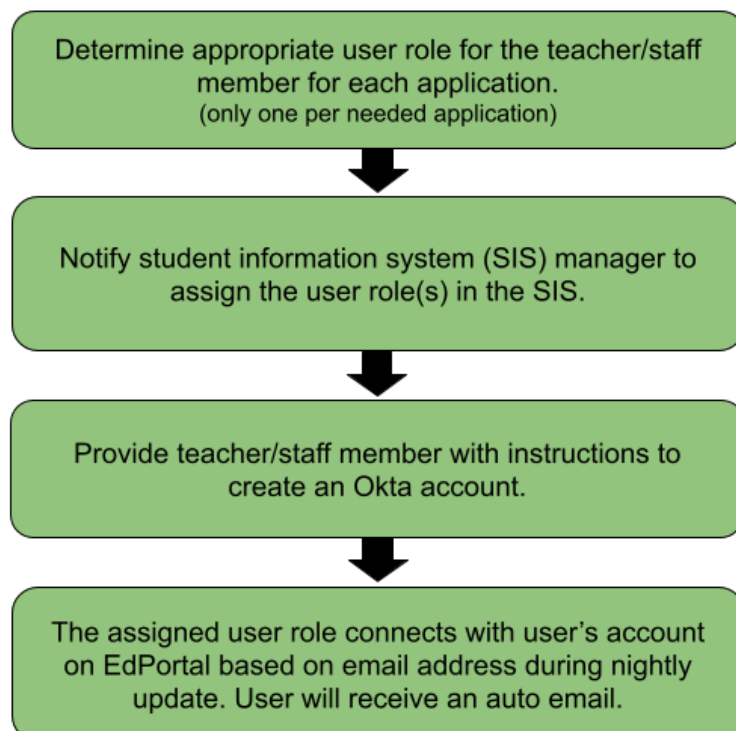 Determine appropriate user role for the teacher/staff
member for each application.
(only one per needed application)
Notify student information system (SIS) manager to
assign the user role(s) in the SIS.
Provide teacher/staff member with instructions to
create an Okta account.
The assigned user role connects with user’s account
on EdPortal based on email address during nightly
update. User will receive an auto email.